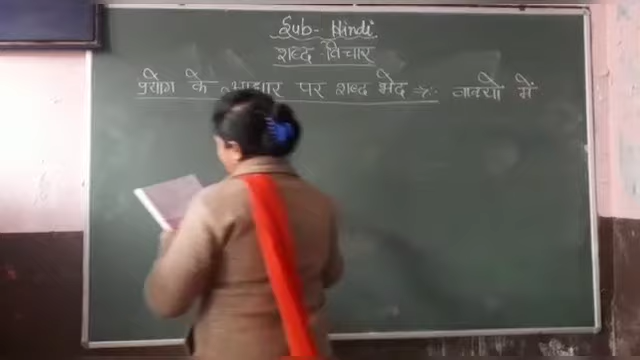 Sub- Hindi
शब्द विचार
प्रयोग के आधार पर शब्द भेद ⇒ :- वाक्यो में